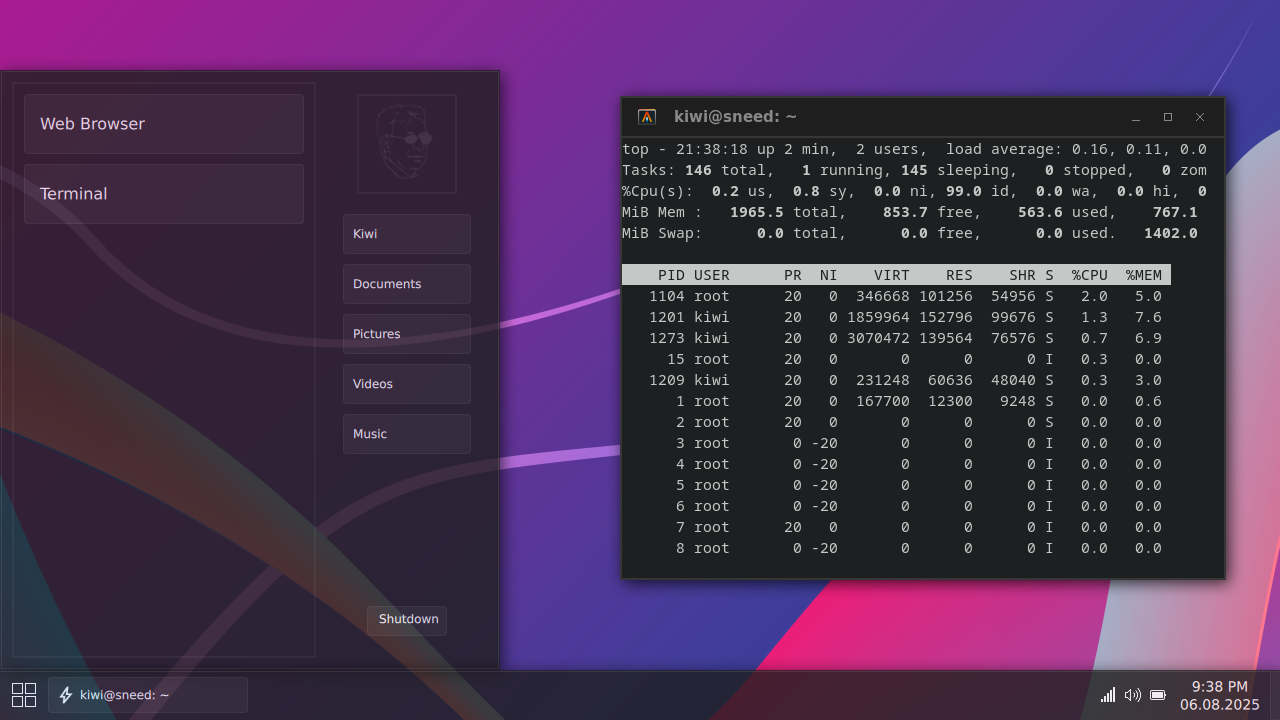 Web Browser
Terminal
Kiwi
Documents
Pictures
Videos
Music
Shutdown
kiwi@sneed: ~
top - 21:38:18 up 2 min,  2 users,  load average: 0.16, 0.11, 0.0
Tasks: 146 total,   1 running, 145 sleeping,   0 stopped,   0 zom
%Cpu(s):  0.2 us,  0.8 sy,  0.0 ni, 99.0 id,  0.0 wa,  0.0 hi,  0
MiB Mem :   1965.5 total,    853.7 free,    563.6 used,    767.1
MiB Swap:      0.0 total,      0.0 free,      0.0 used.   1402.0
PID USER      PR  NI    VIRT    RES    SHR S  %CPU  %MEM
1104 root      20   0  346668 101256  54956 S   2.0   5.0
1201 kiwi      20   0 1859964 152796  99676 S   1.3   7.6
1273 kiwi      20   0 3070472 139564  76576 S   0.7   6.9
15 root      20   0       0      0      0 I   0.3   0.0
1209 kiwi      20   0  231248  60636  48040 S   0.3   3.0
1 root      20   0  167700  12300   9248 S   0.0   0.6
2 root      20   0       0      0      0 S   0.0   0.0
3 root       0 -20       0      0      0 I   0.0   0.0
4 root       0 -20       0      0      0 I   0.0   0.0
5 root       0 -20       0      0      0 I   0.0   0.0
6 root       0 -20       0      0      0 I   0.0   0.0
7 root      20   0       0      0      0 I   0.0   0.0
8 root       0 -20       0      0      0 I   0.0   0.0
kiwi@sneed: ~
9:38 PM
06.08.2025